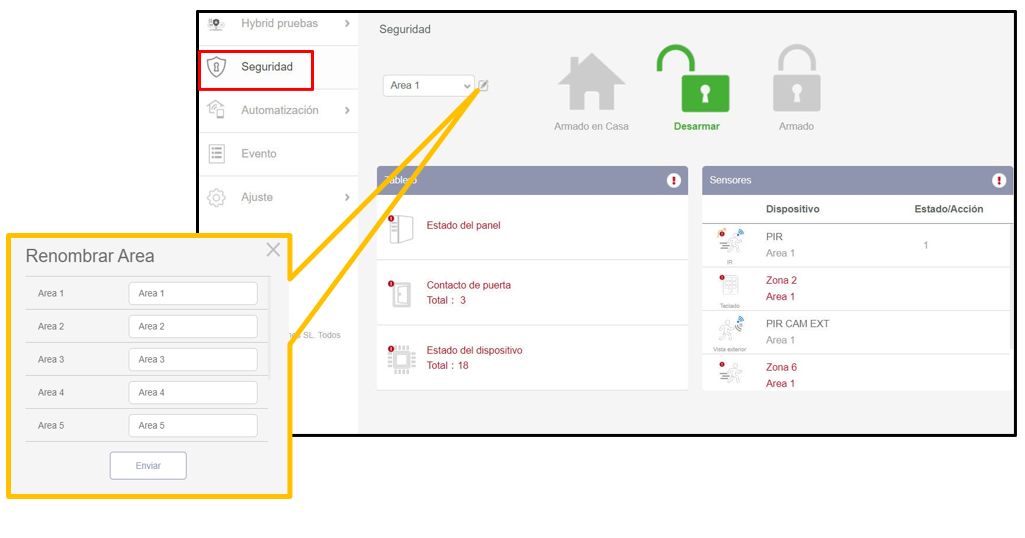 Hybrid pruebas
Seguridad
Automatización
Evento
Ajuste
SL. Todos
Seguridad
Area 1
Armado en Casa
Desarmar
Armado
Tablero
Estado del panel
Contacto de puerta
Total : 3
Estado del dispositivo
Total : 18
Sensores
Dispositivo Estado/Acción
IR
PIR
Area 1
1
Teclado
Zona 2
Area 1
Vista exterior
PIR CAM EXT
Area 1
Zona 6
Area 1
Renombrar Area
Area 1 Area 1
Area 2 Area 2
Area 3 Area 3
Area 4 Area 4
Area 5 Area 5
Enviar